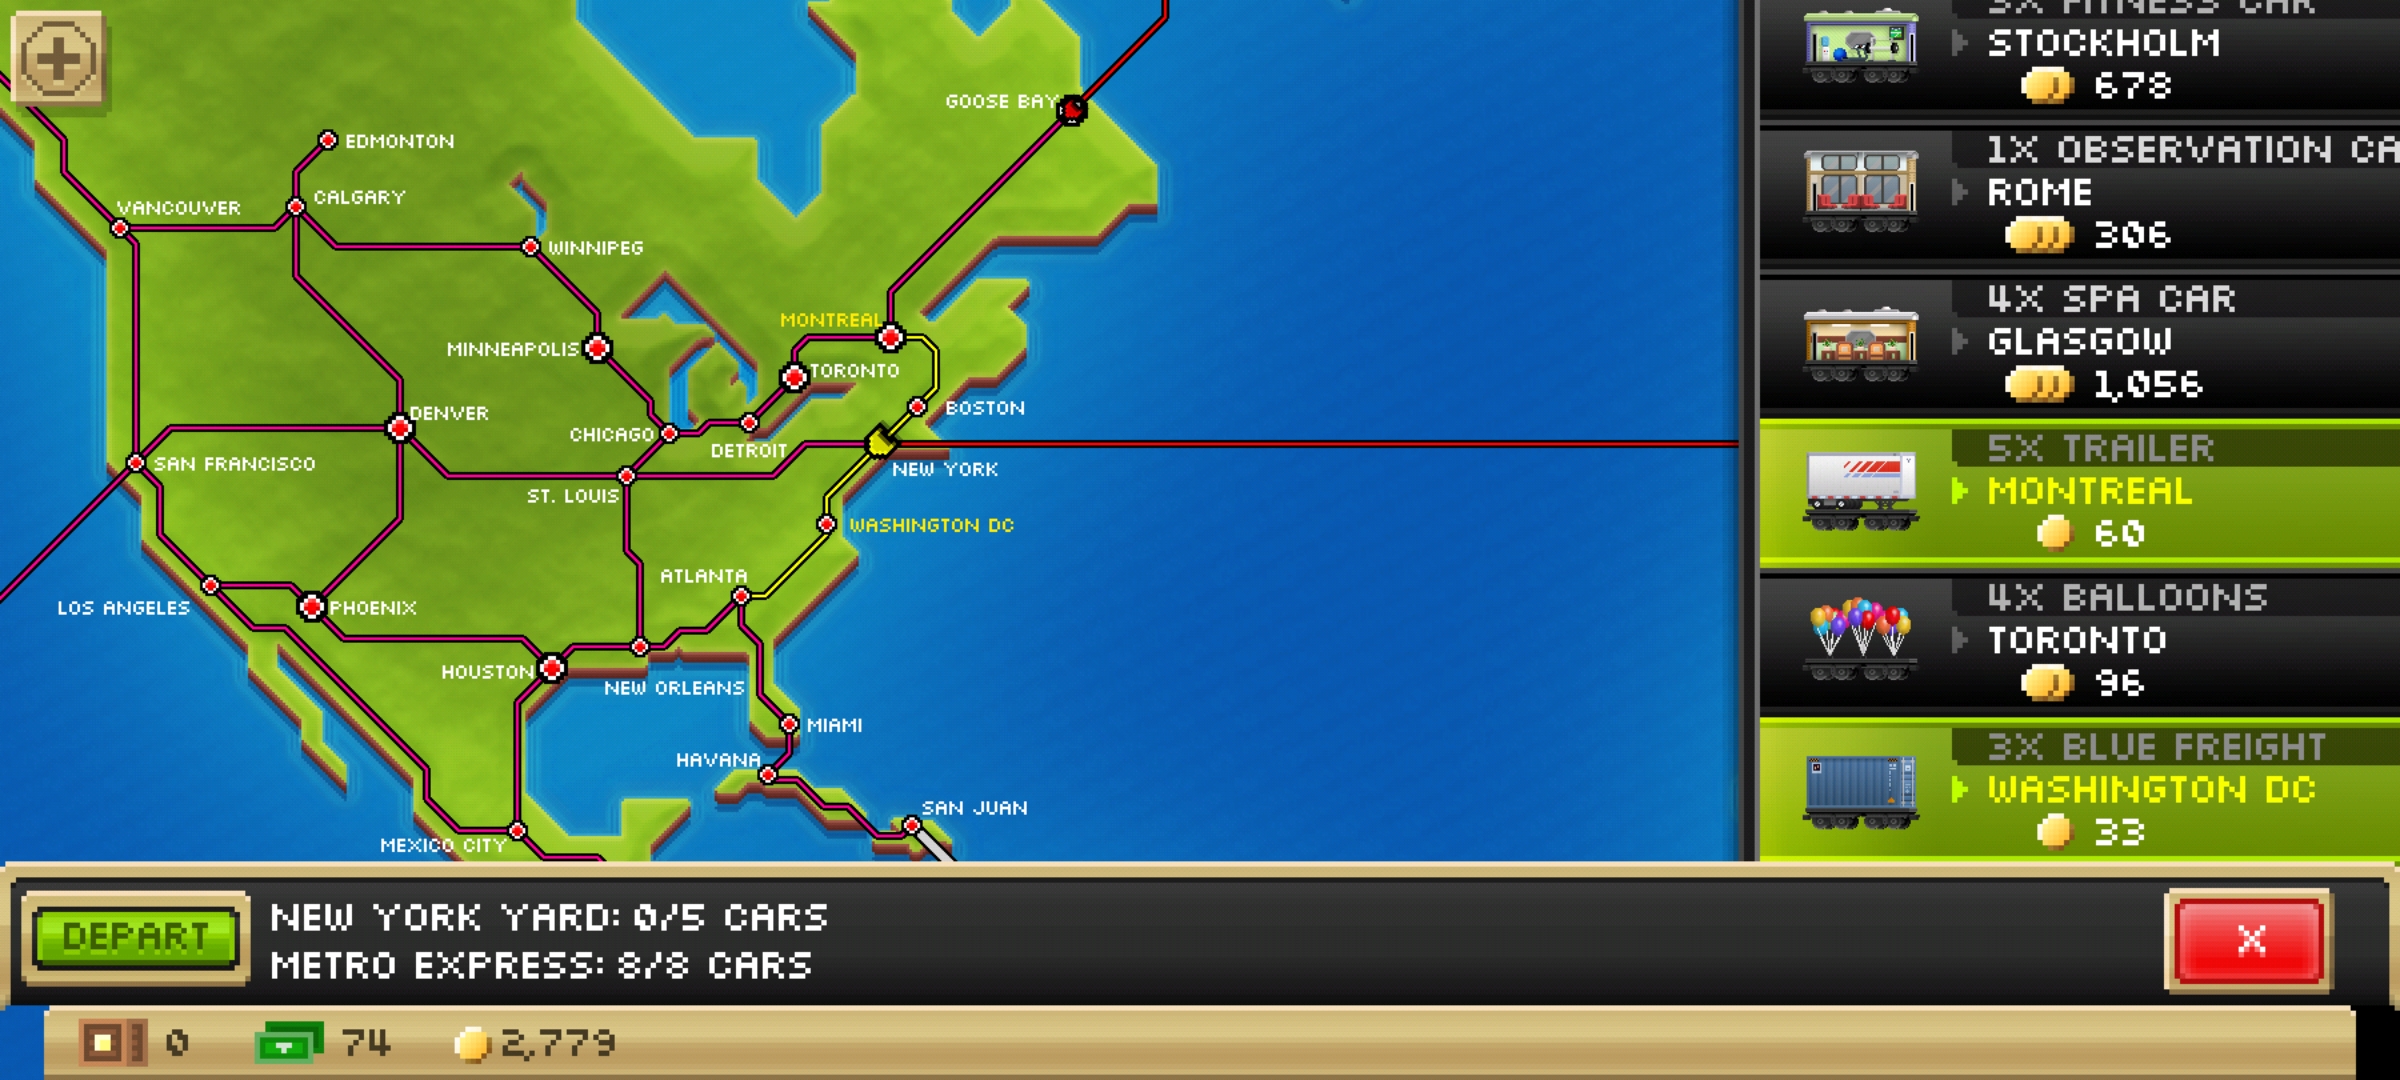 3X FITNESS CAR
STOCKHOLM
678
1X OBSERVATION CA
ROME
306
4X SPA CAR
GLASGOW
1,056
5X TRAILER
MONTREAL
60
4X BALLOONS
TORONTO
96
3X BLUE FREIGHT
WASHINGTON DC
33
GOOSE BAY
EDMONTON
CALGARY
VANCOUVER
WINNIPEG
MONTREAL
MINNEAPOLIS
TORONTO
DENVER
BOSTON
CHICAGO
DETROIT
SAN FRANCISCO
NEW YORK
ST. LOUIS
WASHINGTON DC
ATLANTA
LOS ANGELES
PHOENIX
HOUSTON
NEW ORLEANS
MIAMI
HAVANA
SAN JUAN
MEXICO CITY
DEPART
NEW YORK YARD: 0/5 CARS
METRO EXPRESS: 8/8 CARS
X
0
74
2,779